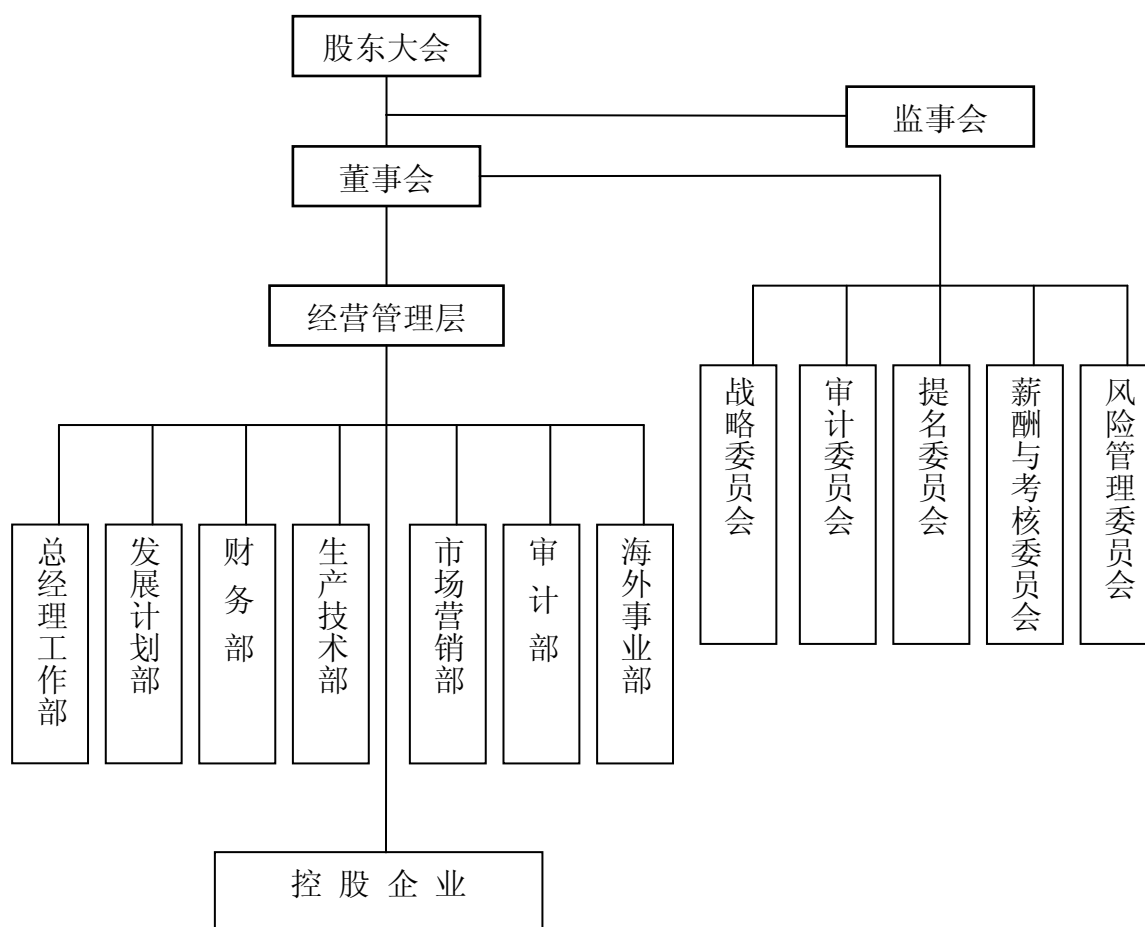 股东大会
监事会
董事会
经营管理层
战略委员会
审计委员会
提名委员会
薪酬与考核委员会
风险管理委员会
总经理工作部
发展计划部
财务部
生产技术部
市场营销部
审计部
海外事业部
控股企业